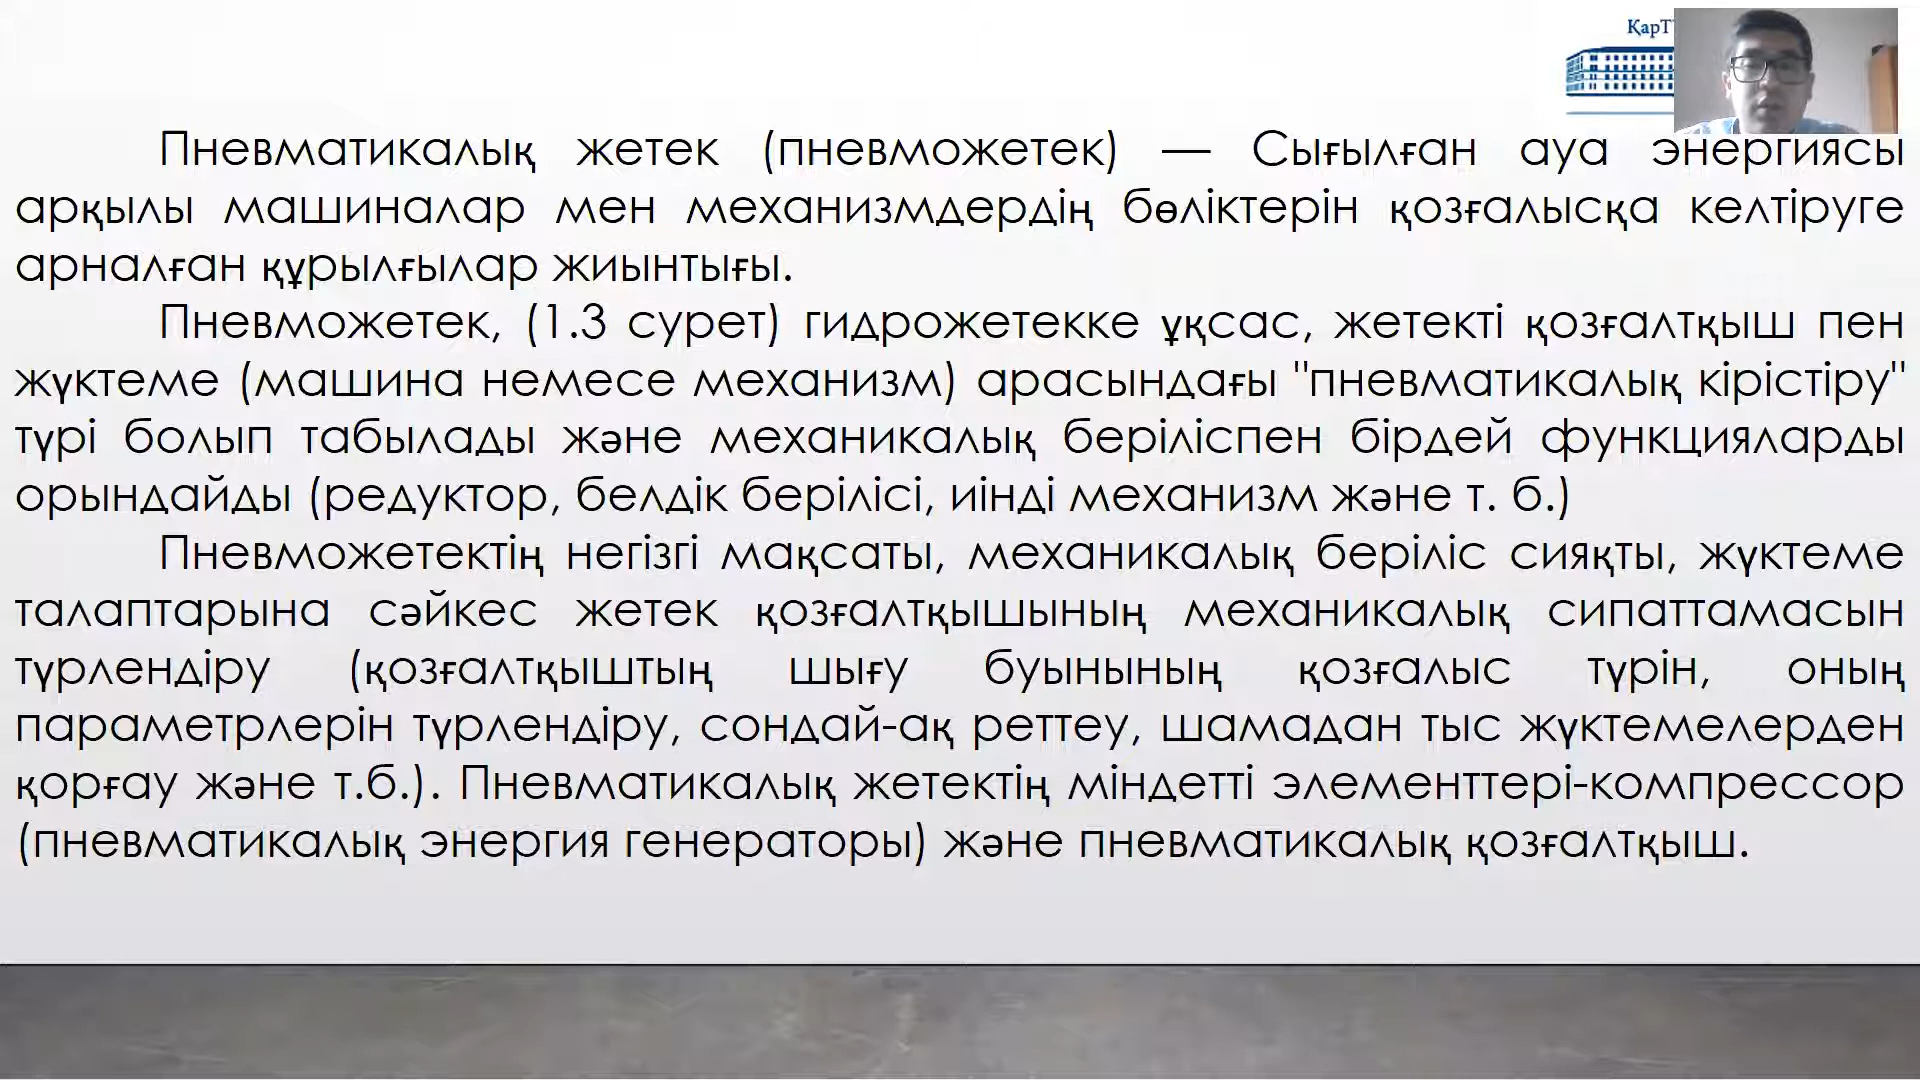 ҚарТ
Пневматикалық жетек (пневможетек) — Сығылған ауа энергиясы
арқылы машиналар мен механизмдердің бөліктерін қозғалысқа келтіруге
арналған құрылғылар жиынтығы.
Пневможетек, (1.3 сурет) гидрожетекке ұқсас, жетекті қозғалтқыш пен
жүктеме (машина немесе механизм) арасындағы "пневматикалық кірістіру"
түрі болып табылады және механикалық беріліспен бірдей функцияларды
орындайды (редуктор, белдік берілісі, иінді механизм және т. б.)
Пневможетектің негізгі мақсаты, механикалық беріліс сияқты, жүктеме
талаптарына сәйкес жетек қозғалтқышының механикалық сипаттамасын
түрлендіру (қозғалтқыштың шығу буынының қозғалыс түрін, оның
параметрлерін түрлендіру, сондай-ақ реттеу, шамадан тыс жүктемелерден
қорғау және т.б.). Пневматикалық жетектің міндетті элементтері-компрессор
(пневматикалық энергия генераторы) және пневматикалық қозғалтқыш.